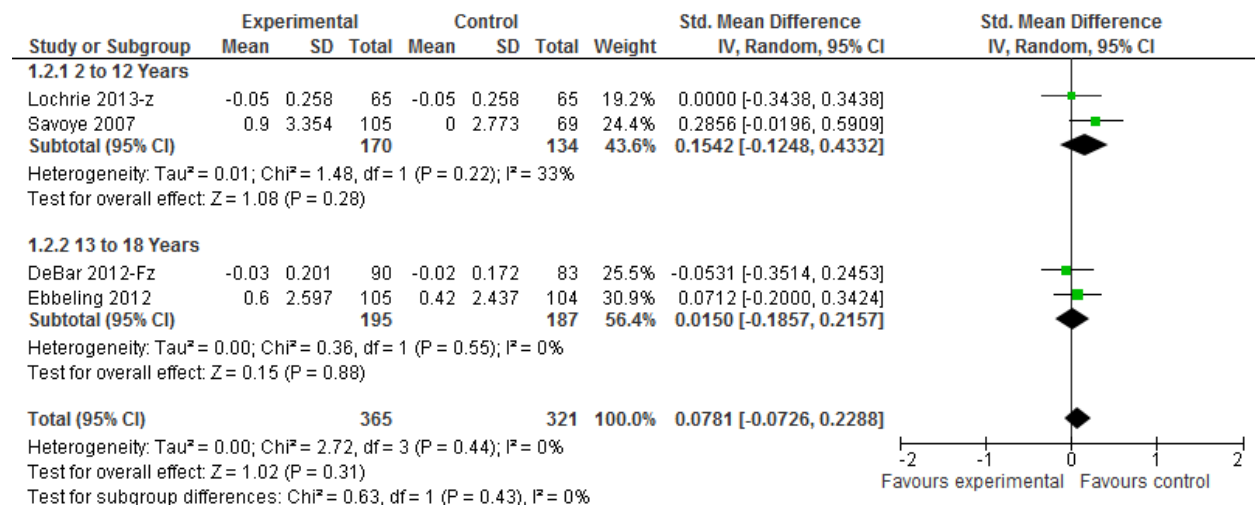 Experimental Control Std. Mean Difference Std. Mean Difference
Study or Subgroup Mean SD Total Mean SD Total Weight IV, Random, 95% CI IV, Random, 95% CI
1.2.1 2 to 12 Years
Lochrie 2013-z -0.05 0.258 65 -0.05 0.258 65 19.2% 0.0000 [-0.3438, 0.3438]
Savoye 2007 0.9 3.354 105 0 2.773 69 24.4% 0.2856 [-0.0196, 0.5909]
Subtotal (95% CI) 170 134 43.6% 0.1542 [-0.1248, 0.4332]
Heterogeneity: Tau² = 0.01; Chi² = 1.48, df = 1 (P = 0.22); I² = 33%
Test for overall effect: Z = 1.08 (P = 0.28)
1.2.2 13 to 18 Years
DeBar 2012-Fz -0.03 0.201 90 -0.02 0.172 83 25.5% -0.0531 [-0.3514, 0.2453]
Ebbeling 2012 0.6 2.597 105 0.42 2.437 104 30.9% 0.0712 [-0.2000, 0.3424]
Subtotal (95% CI) 195 187 56.4% 0.0150 [-0.1857, 0.2157]
Heterogeneity: Tau² = 0.00; Chi² = 0.36, df = 1 (P = 0.55); I² = 0%
Test for overall effect: Z = 0.15 (P = 0.88)
Total (95% CI) 365 321 100.0% 0.0781 [-0.0726, 0.2288]
Heterogeneity: Tau² = 0.00; Chi² = 2.72, df = 3 (P = 0.44); I² = 0%
Test for overall effect: Z = 1.02 (P = 0.31)
Test for subgroup differences: Chi² = 0.63, df = 1 (P = 0.43), I² = 0%
-2 -1 0 1 2
Favours experimental Favours control